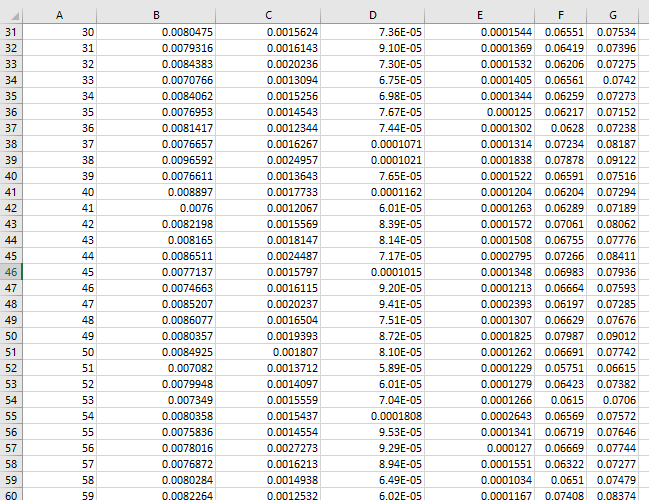 A B C D E F G
31 30 0.0080475 0.0015624 7.36E-05 0.0001544 0.06551 0.07534
32 31 0.0079316 0.0016143 9.10E-05 0.0001369 0.06419 0.07396
33 32 0.0084383 0.0020236 7.30E-05 0.0001532 0.06206 0.07275
34 33 0.0070766 0.0013094 6.75E-05 0.0001405 0.06561 0.0742
35 34 0.0084062 0.0015256 6.98E-05 0.0001344 0.06259 0.07273
36 35 0.0076953 0.0014543 7.67E-05 0.000125 0.06217 0.07152
37 36 0.0081417 0.0012344 7.44E-05 0.0001302 0.0628 0.07238
38 37 0.0076657 0.0016267 0.0001071 0.0001314 0.07234 0.08187
39 38 0.0096592 0.0024957 0.0001021 0.0001838 0.07878 0.09122
40 39 0.0076611 0.0013643 7.65E-05 0.0001522 0.06591 0.07516
41 40 0.008897 0.0017733 0.0001162 0.0001204 0.06204 0.07294
42 41 0.0076 0.0012067 6.01E-05 0.0001263 0.06289 0.07189
43 42 0.0082198 0.0015569 8.39E-05 0.0001572 0.07061 0.08062
44 43 0.008165 0.0018147 8.14E-05 0.0001508 0.06755 0.07776
45 44 0.0086511 0.0024487 7.17E-05 0.0002795 0.07266 0.08411
46 45 0.0077137 0.0015797 0.0001015 0.0001348 0.06983 0.07936
47 46 0.0074663 0.0016115 9.20E-05 0.0001213 0.06664 0.07593
48 47 0.0085207 0.0020237 9.41E-05 0.0002393 0.06197 0.07285
49 48 0.0086077 0.0016504 7.51E-05 0.0001307 0.06629 0.07676
50 49 0.0080357 0.0019393 8.72E-05 0.0001825 0.07987 0.09012
51 50 0.0084925 0.001807 8.10E-05 0.0001262 0.06691 0.07742
52 51 0.007082 0.0013712 5.89E-05 0.0001229 0.05751 0.06615
53 52 0.0079948 0.0014097 6.01E-05 0.0001279 0.06423 0.07382
54 53 0.007349 0.0015559 7.04E-05 0.0001266 0.0615 0.0706
55 54 0.0080358 0.0015437 0.0001808 0.0002643 0.06569 0.07572
56 55 0.0075836 0.0014554 9.53E-05 0.0001341 0.06719 0.07646
57 56 0.0078016 0.0027273 9.29E-05 0.000127 0.0669 0.07744
58 57 0.0076872 0.0016213 8.94E-05 0.0001551 0.06322 0.07277
59 58 0.0080284 0.0014938 6.49E-05 0.0001034 0.0651 0.07479
60 59 0.0082264 0.0012532 6.02E-05 0.0001167 0.07408 0.08374